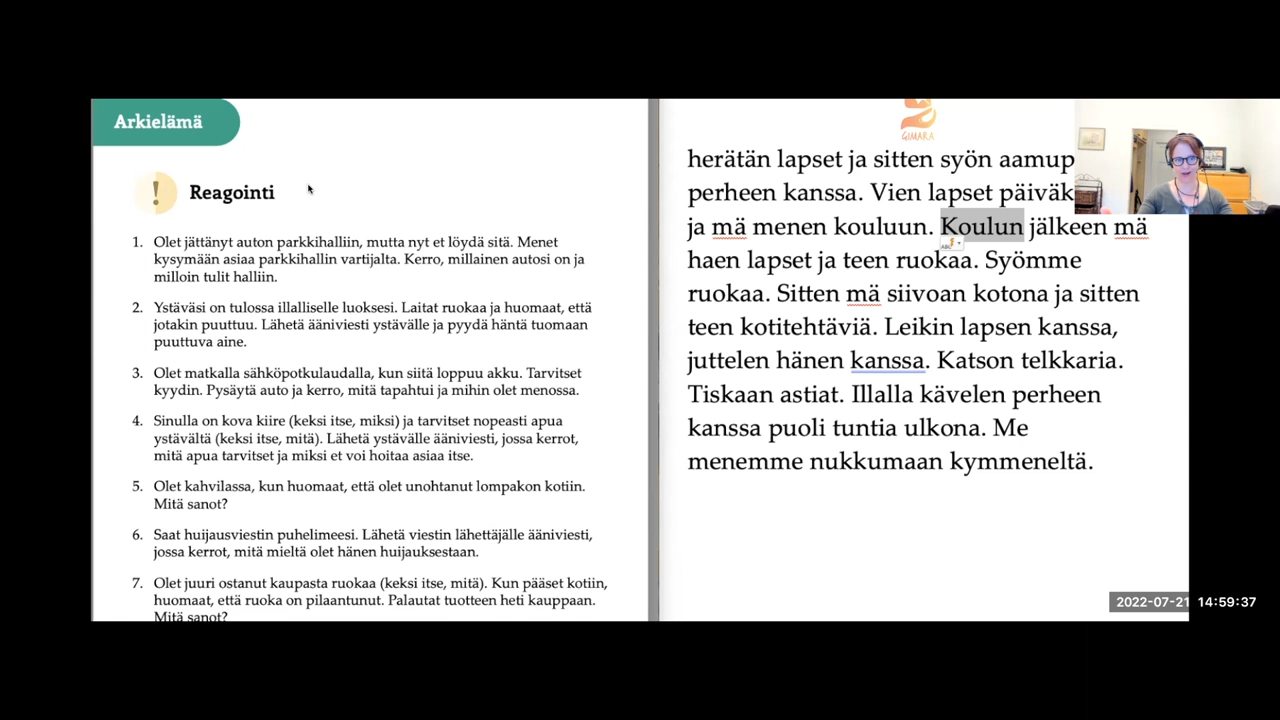 Arkielämä
!
Reagointi
1. Olet jättänyt auton parkkihalliin, mutta nyt et löydä sitä. Menet
kysymään asiaa parkkihallin vartijalta. Kerro, millainen autosi on ja
milloin tulit halliin.
2. Ystäväsi on tulossa illalliselle luoksesi. Laitat ruokaa ja huomaat, että
jotakin puuttuu. Lähetä ääniviesti ystävälle ja pyydä häntä tuomaan
puuttuva aine.
3. Olet matkalla sähköpotkulaudalla, kun siitä loppuu akku. Tarvitset
kyydin. Pysäytä auto ja kerro, mitä tapahtui ja mihin olet menossa.
4. Sinulla on kova kiire (keksi itse, miksi) ja tarvitset nopeasti apua
ystävältä (keksi itse, mitä). Lähetä ystävälle ääniviesti, jossa kerrot,
mitä apua tarvitset ja miksi et voi hoitaa asiaa itse.
5. Olet kahvilassa, kun huomaat, että olet unohtanut lompakon kotiin.
Mitä sanot?
6. Saat huijausviestin puhelimeesi. Lähetä viestin lähettäjälle ääniviesti,
jossa kerrot, mitä mieltä olet hänen huijauksestaan.
7. Olet juuri ostanut kaupasta ruokaa (keksi itse, mitä). Kun pääset kotiin,
huomaat, että ruoka on pilaantunut. Palautat tuotteen heti kauppaan.
Mitä sanot?
GIMARA
herätän lapset ja sitten syön aamup
perheen kanssa. Vien lapset päiväk
ja mä menen kouluun. Koulun jälkeen mä
haen lapset ja teen ruokaa. Syömme
ruokaa. Sitten mä siivoan kotona ja sitten
teen kotitehtäviä. Leikin lapsen kanssa,
juttelen hänen kanssa. Katson telkkaria.
Tiskaan astiat. Illalla kävelen perheen
kanssa puoli tuntia ulkona. Me
menemme nukkumaan kymmeneltä.
2022-07-21 14:59:37